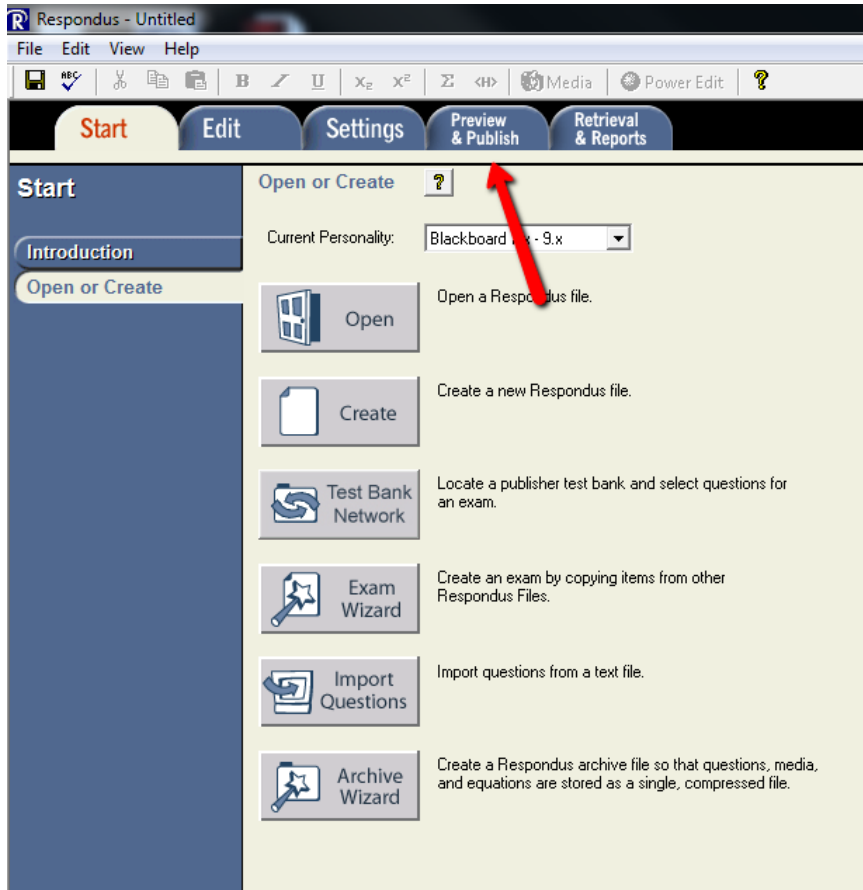 Respondus - Untitled
File Edit View Help
ABC B I U X₂ X² Σ <H> Media Power Edit ?
Start Edit Settings Preview & Publish Retrieval & Reports
Start
Introduction
Open or Create
Open or Create ?
Current Personality: Blackboard x - 9.x
Open
Open a Respondus file.
Create
Create a new Respondus file.
Test Bank
Network
Locate a publisher test bank and select questions for
an exam.
Exam
Wizard
Create an exam by copying items from other
Respondus Files.
Import
Questions
Import questions from a text file.
Archive
Wizard
Create a Respondus archive file so that questions, media,
and equations are stored as a single, compressed file.